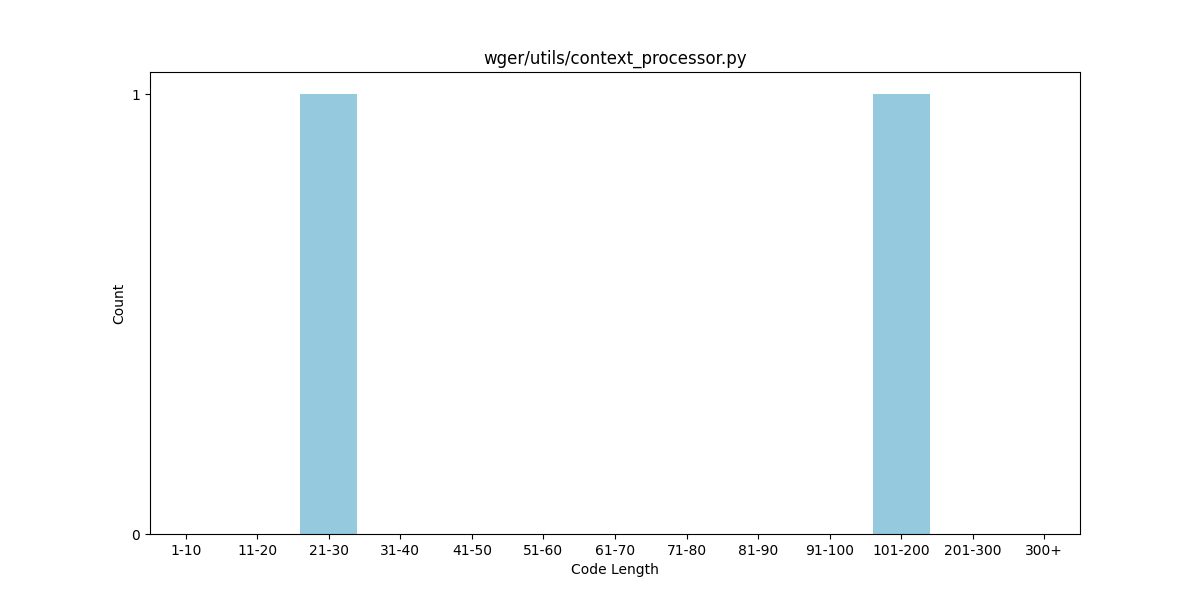 wger/utils/context_processor.py
1
Count
0
1-10 11-20 21-30 31-40 41-50 51-60 61-70 71-80 81-90 91-100 101-200 201-300 300+
Code Length